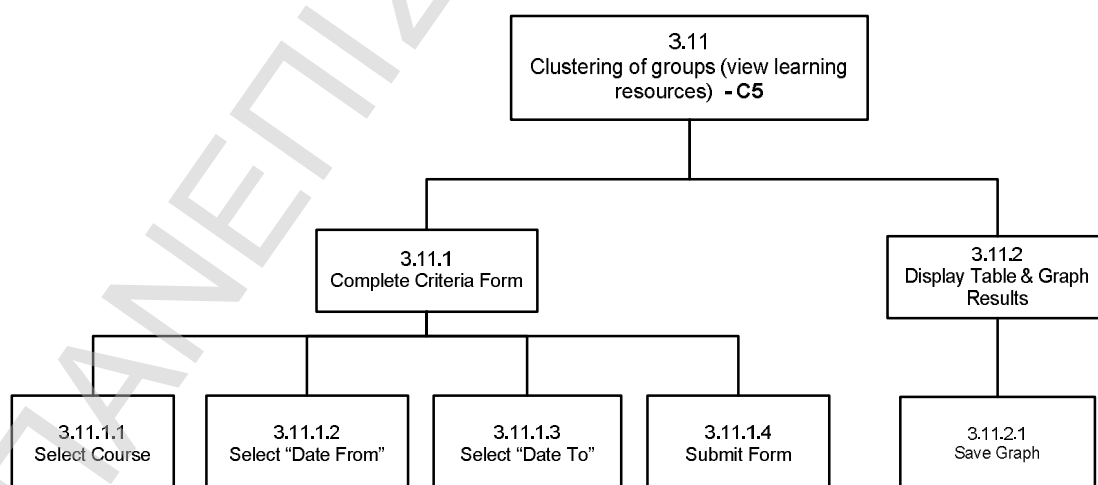 3.11
Clustering of groups (view learning
resources) - C5
3.11.1
Complete Criteria Form
3.11.2
Display Table & Graph
Results
3.11.1.1
Select Course
3.11.1.2
Select “Date From”
3.11.1.3
Select “Date To”
3.11.1.4
Submit Form
3.11.2.1
Save Graph